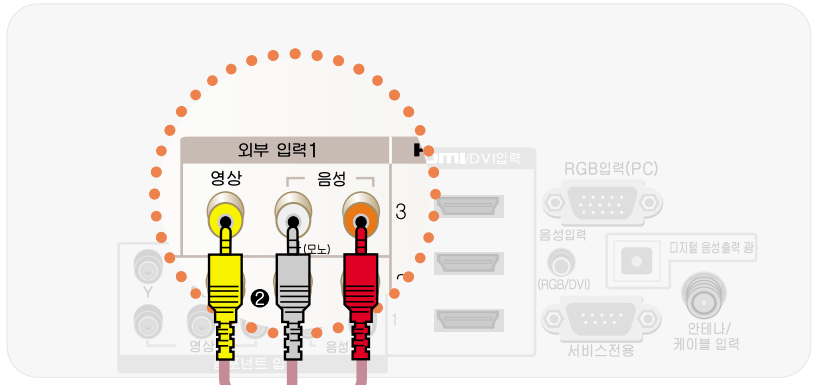 외부 입력1
영상 음성
(모노)
❷
3
1
/DVI입력
RGB입력(PC)
음성입력
(RGB/DVI)
디지털 음성출력 광
서비스전용
안테나/
케이블 입력
Y
영상 음성